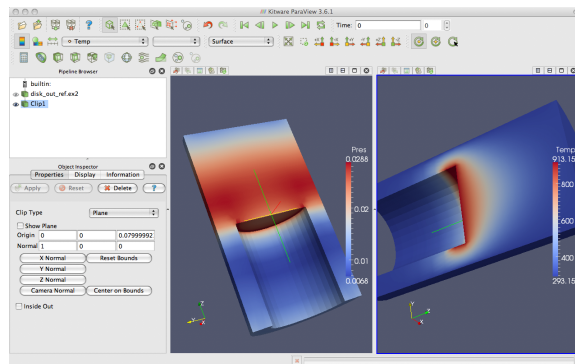 Kitware ParaView 3.6.1
Time: 0
0
Temp
Surface
Pipeline Browser
builtin:
disk_out_ref.ex2
Clip1
Object Inspector
Properties
Display
Information
Apply
Reset
Delete
?
Clip Type
Plane
Show Plane
Origin 0 0 0.07999992
Normal 1 0 0
X Normal
Reset Bounds
Y Normal
Z Normal
Camera Normal
Center on Bounds
Inside Out
Pres
0.0288
0.02
0.01
0.0068
Z
Y
X
Temp
913.15
800
600
400
293.15
Y
Z
X